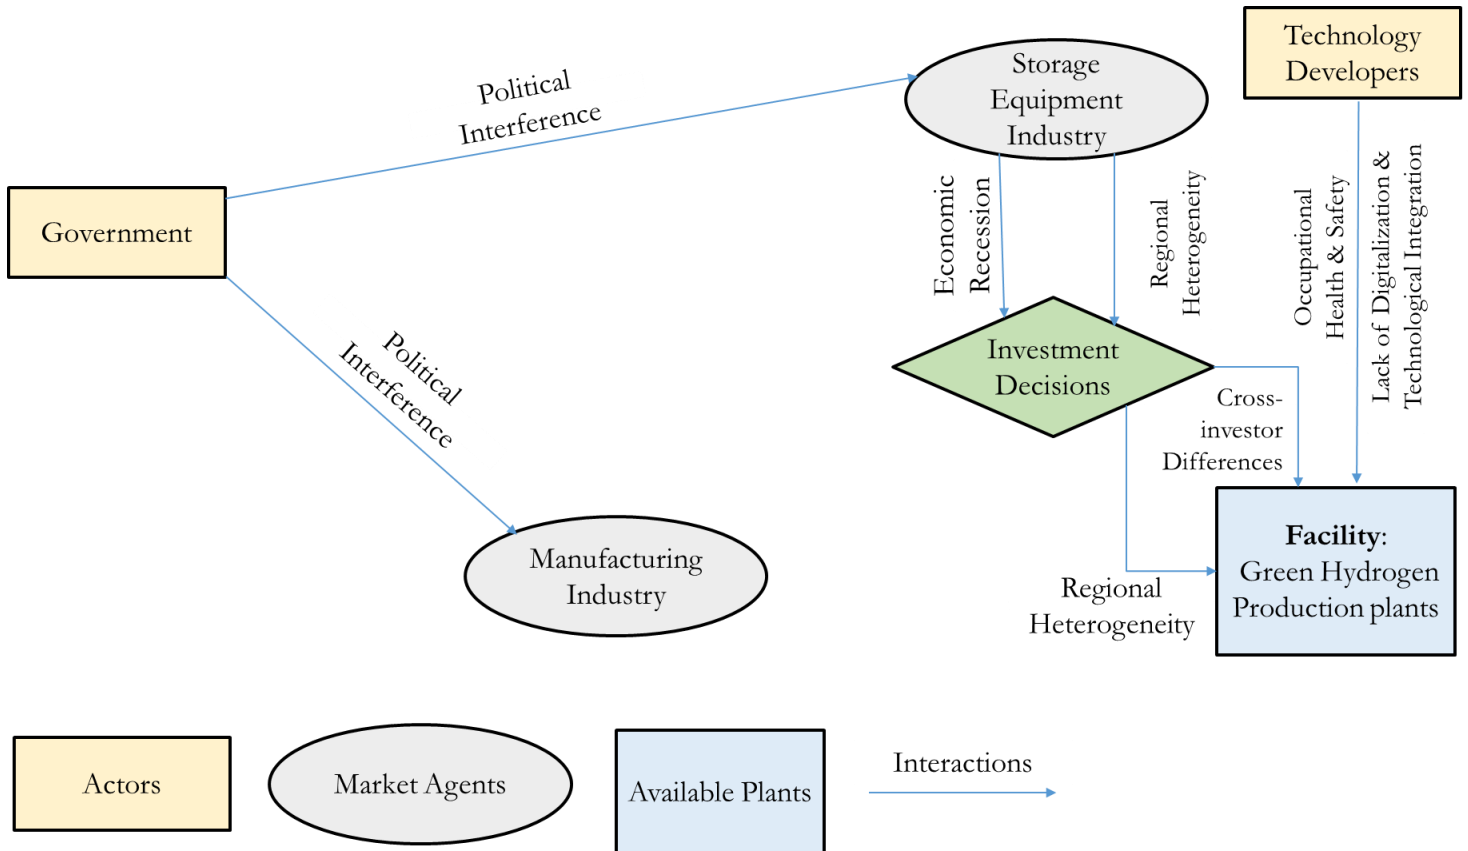 Technology
Developers
Storage
Equipment
Industry
Political
Interference
Government
Economic
Recession
Regional
Heterogeneity
Occupational
Health & Safety
Lack of Digitalization &
Technological Integration
Political
Interference
Investment
Decisions
Cross-
investor
Differences
Manufacturing
Industry
Regional
Heterogeneity
Facility:
Green Hydrogen
Production plants
Actors
Market Agents
Available Plants
Interactions